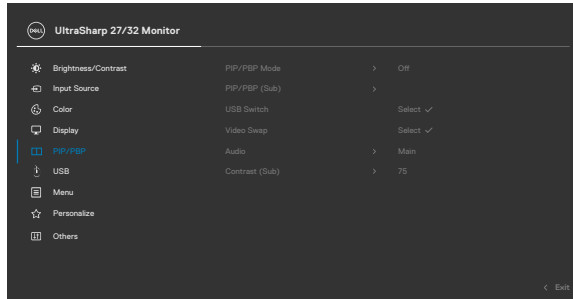 DELL UltraSharp 27/32 Monitor
Brightness/Contrast PIP/PBP Mode > Off
Input Source PIP/PBP (Sub) >
Color USB Switch Select ✓
Display Video Swap Select ✓
PIP/PBP Audio > Main
USB Contrast (Sub) > 75
Menu
Personalize
Others
< Exit